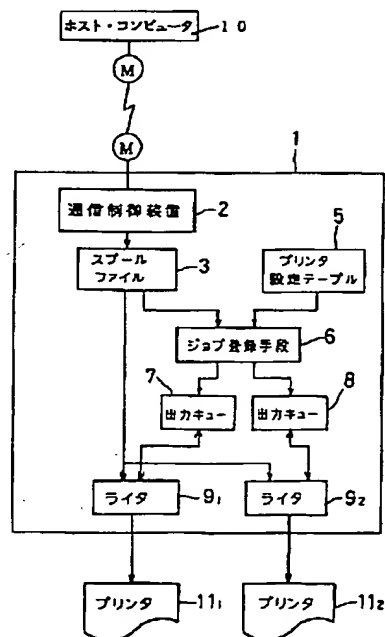 ホスト・コンピュータ 10
M
M
1
通信制御装置 2
5
スプール
ファイル 3
プリンタ
設定テーブル
ジョブ登録手段 6
7 8
出力キュー 出力キュー
ライタ 9₁ ライタ 9₂
プリンタ 11₁ プリンタ 11₂